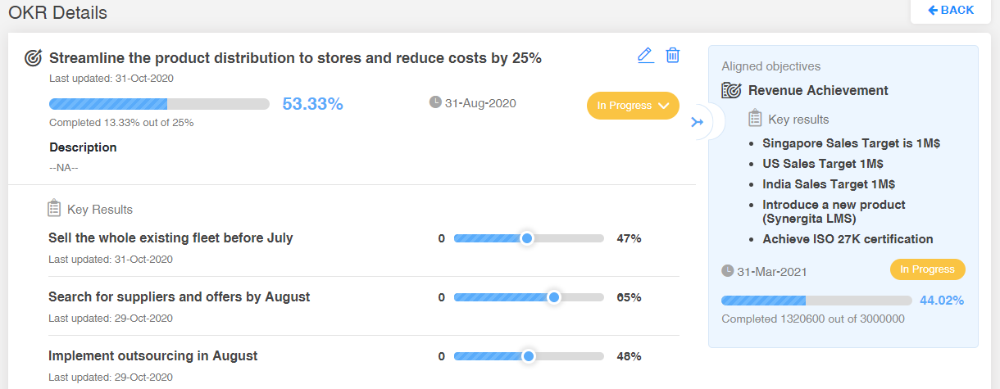 OKR Details
BACK
Streamline the product distribution to stores and reduce costs by 25%
Last updated: 31-Oct-2020
53.33%
31-Aug-2020
In Progress
Completed 13.33% out of 25%
Description
--NA--
Key Results
Sell the whole existing fleet before July
0
47%
Last updated: 31-Oct-2020
Search for suppliers and offers by August
0
65%
Last updated: 29-Oct-2020
Implement outsourcing in August
0
48%
Last updated: 29-Oct-2020
Aligned objectives
Revenue Achievement
Key results
• Singapore Sales Target is 1M$
• US Sales Target 1M$
• India Sales Target 1M$
• Introduce a new product
(Synergita LMS)
• Achieve ISO 27K certification
31-Mar-2021
In Progress
44.02%
Completed 1320600 out of 3000000